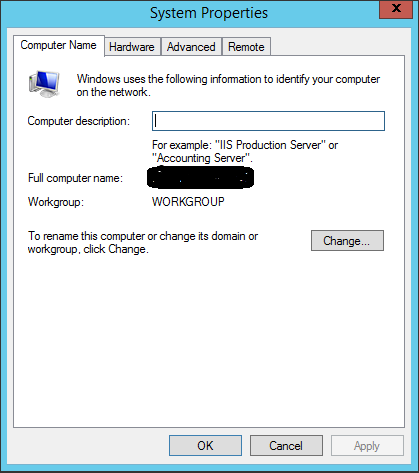 System Properties
x
Computer Name Hardware Advanced Remote
Windows uses the following information to identify your computer
on the network.
Computer description:
For example: "IIS Production Server" or
"Accounting Server".
Full computer name:
Workgroup: WORKGROUP
To rename this computer or change its domain or
workgroup, click Change.
Change...
OK Cancel Apply